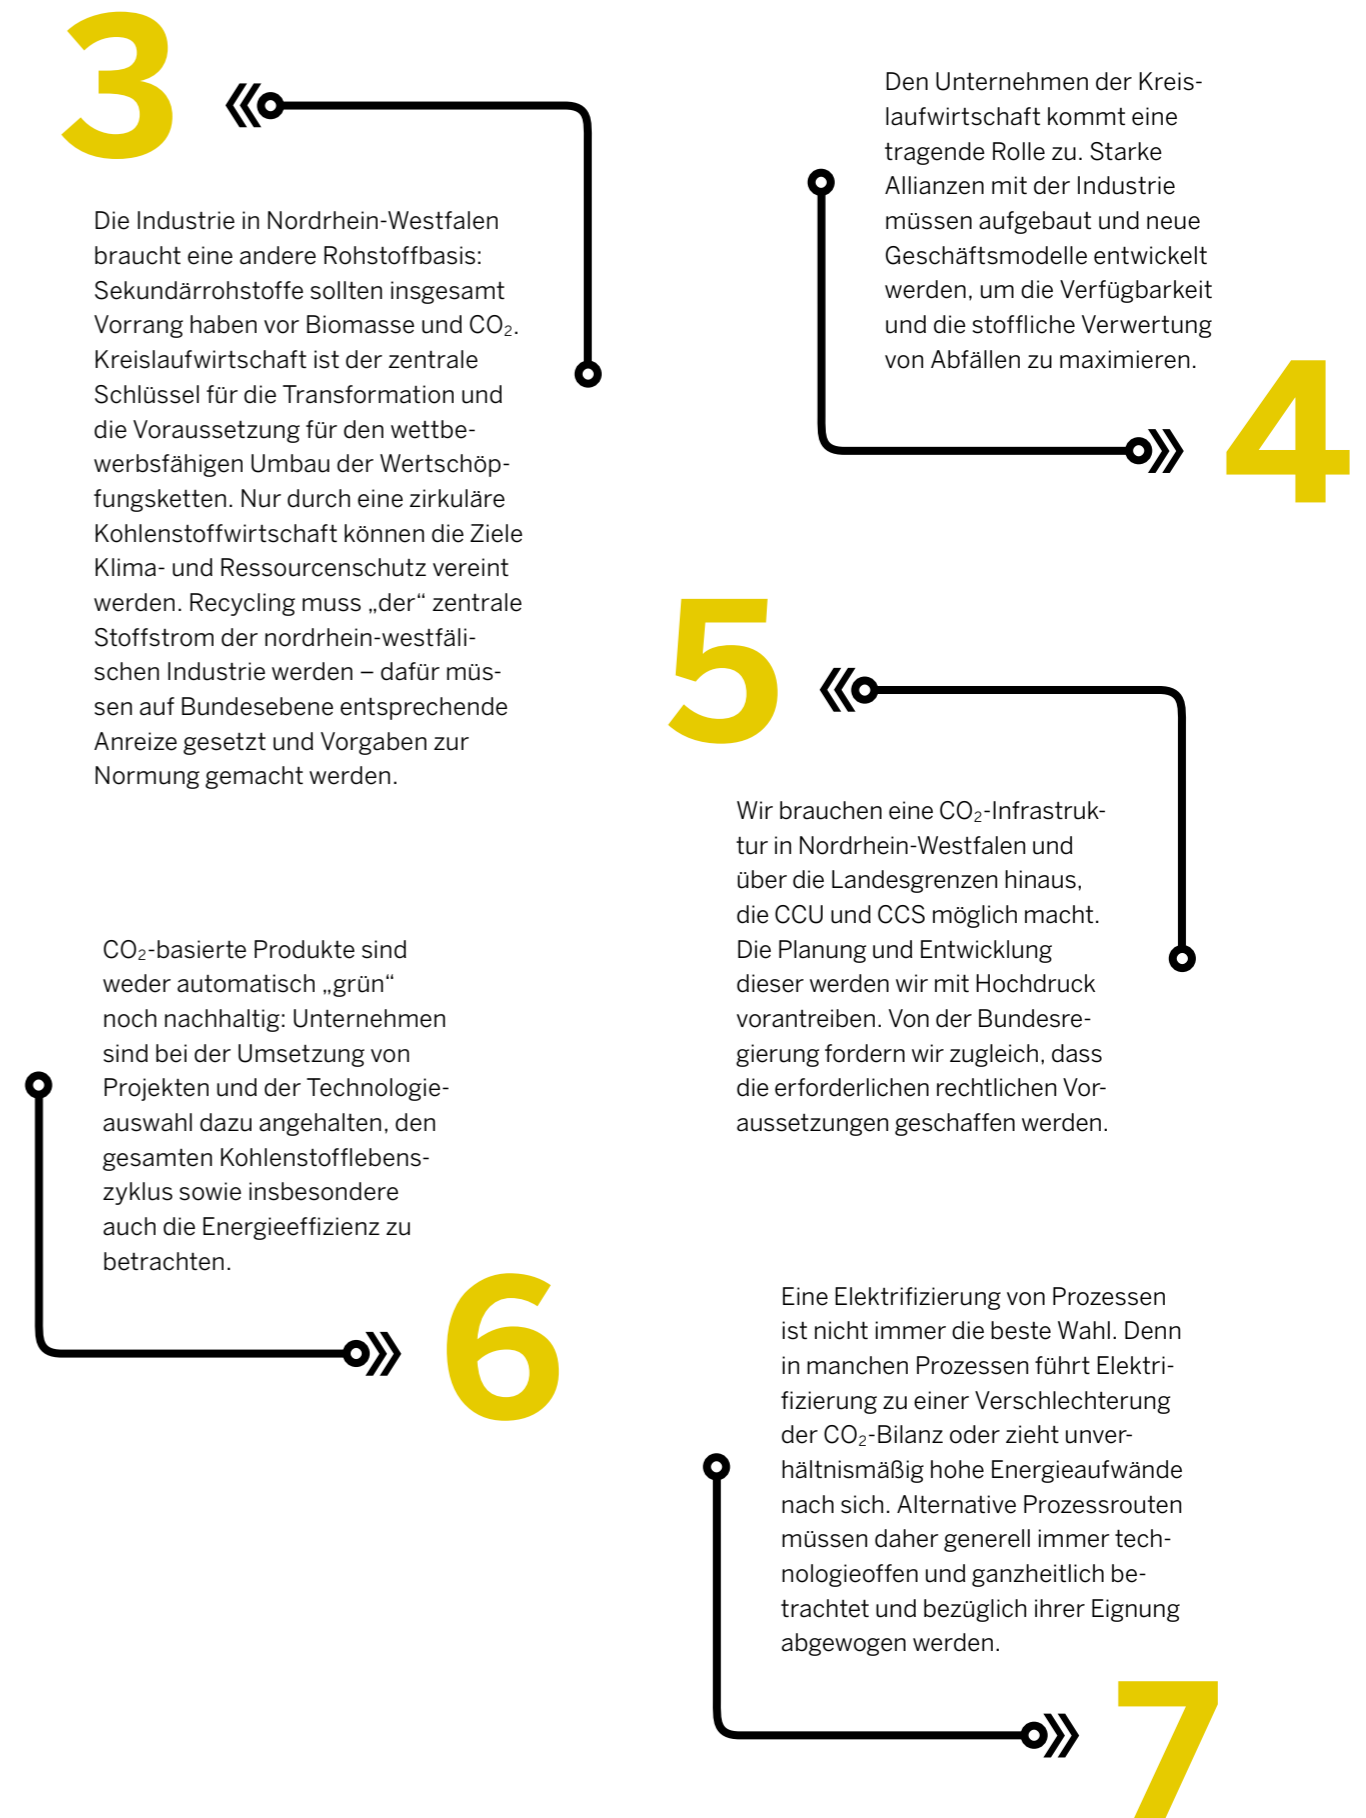 3
Die Industrie in Nordrhein-Westfalen
braucht eine andere Rohstoffbasis:
Sekundärrohstoffe sollten insgesamt
Vorrang haben vor Biomasse und CO₂.
Kreislaufwirtschaft ist der zentrale
Schlüssel für die Transformation und
die Voraussetzung für den wettbe-
werbsfähigen Umbau der Wertschöp-
fungsketten. Nur durch eine zirkuläre
Kohlenstoffwirtschaft können die Ziele
Klima- und Ressourcenschutz vereint
werden. Recycling muss „der“ zentrale
Stoffstrom der nordrhein-westfäli-
schen Industrie werden – dafür müs-
sen auf Bundesebene entsprechende
Anreize gesetzt und Vorgaben zur
Normung gemacht werden.
Den Unternehmen der Kreis-
laufwirtschaft kommt eine
tragende Rolle zu. Starke
Allianzen mit der Industrie
müssen aufgebaut und neue
Geschäftsmodelle entwickelt
werden, um die Verfügbarkeit
und die stoffliche Verwertung
von Abfällen zu maximieren.
4
5
Wir brauchen eine CO₂-Infrastruk-
tur in Nordrhein-Westfalen und
über die Landesgrenzen hinaus,
die CCU und CCS möglich macht.
Die Planung und Entwicklung
dieser werden wir mit Hochdruck
vorantreiben. Von der Bundesre-
gierung fordern wir zugleich, dass
die erforderlichen rechtlichen Vor-
aussetzungen geschaffen werden.
CO₂-basierte Produkte sind
weder automatisch „grün“
noch nachhaltig: Unternehmen
sind bei der Umsetzung von
Projekten und der Technologie-
auswahl dazu angehalten, den
gesamten Kohlenstofflebens-
zyklus sowie insbesondere
auch die Energieeffizienz zu
betrachten.
6
Eine Elektrifizierung von Prozessen
ist nicht immer die beste Wahl. Denn
in manchen Prozessen führt Elektri-
fizierung zu einer Verschlechterung
der CO₂-Bilanz oder zieht unver-
hältnismäßig hohe Energieaufwände
nach sich. Alternative Prozessrouten
müssen daher generell immer tech-
nologieoffen und ganzheitlich be-
trachtet und bezüglich ihrer Eignung
abgewogen werden.
7